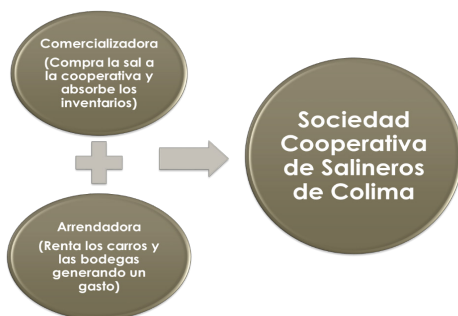 Comercializadora
(Compra la sal a
la cooperativa y
absorbe los
inventarios)
Arrendadora
(Renta los carros y
las bodegas
generando un
gasto)
Sociedad
Cooperativa
de Salineros
de Colima